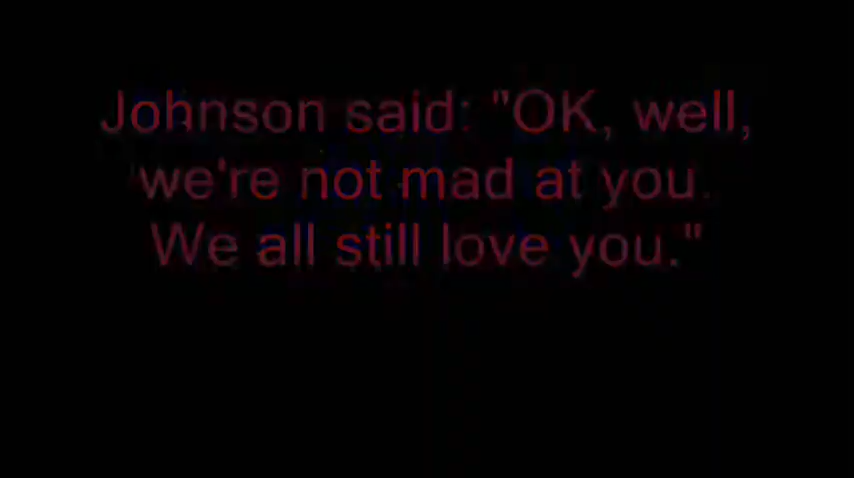 Johnson said: "OK, well,
we're not mad at you.
We all still love you."